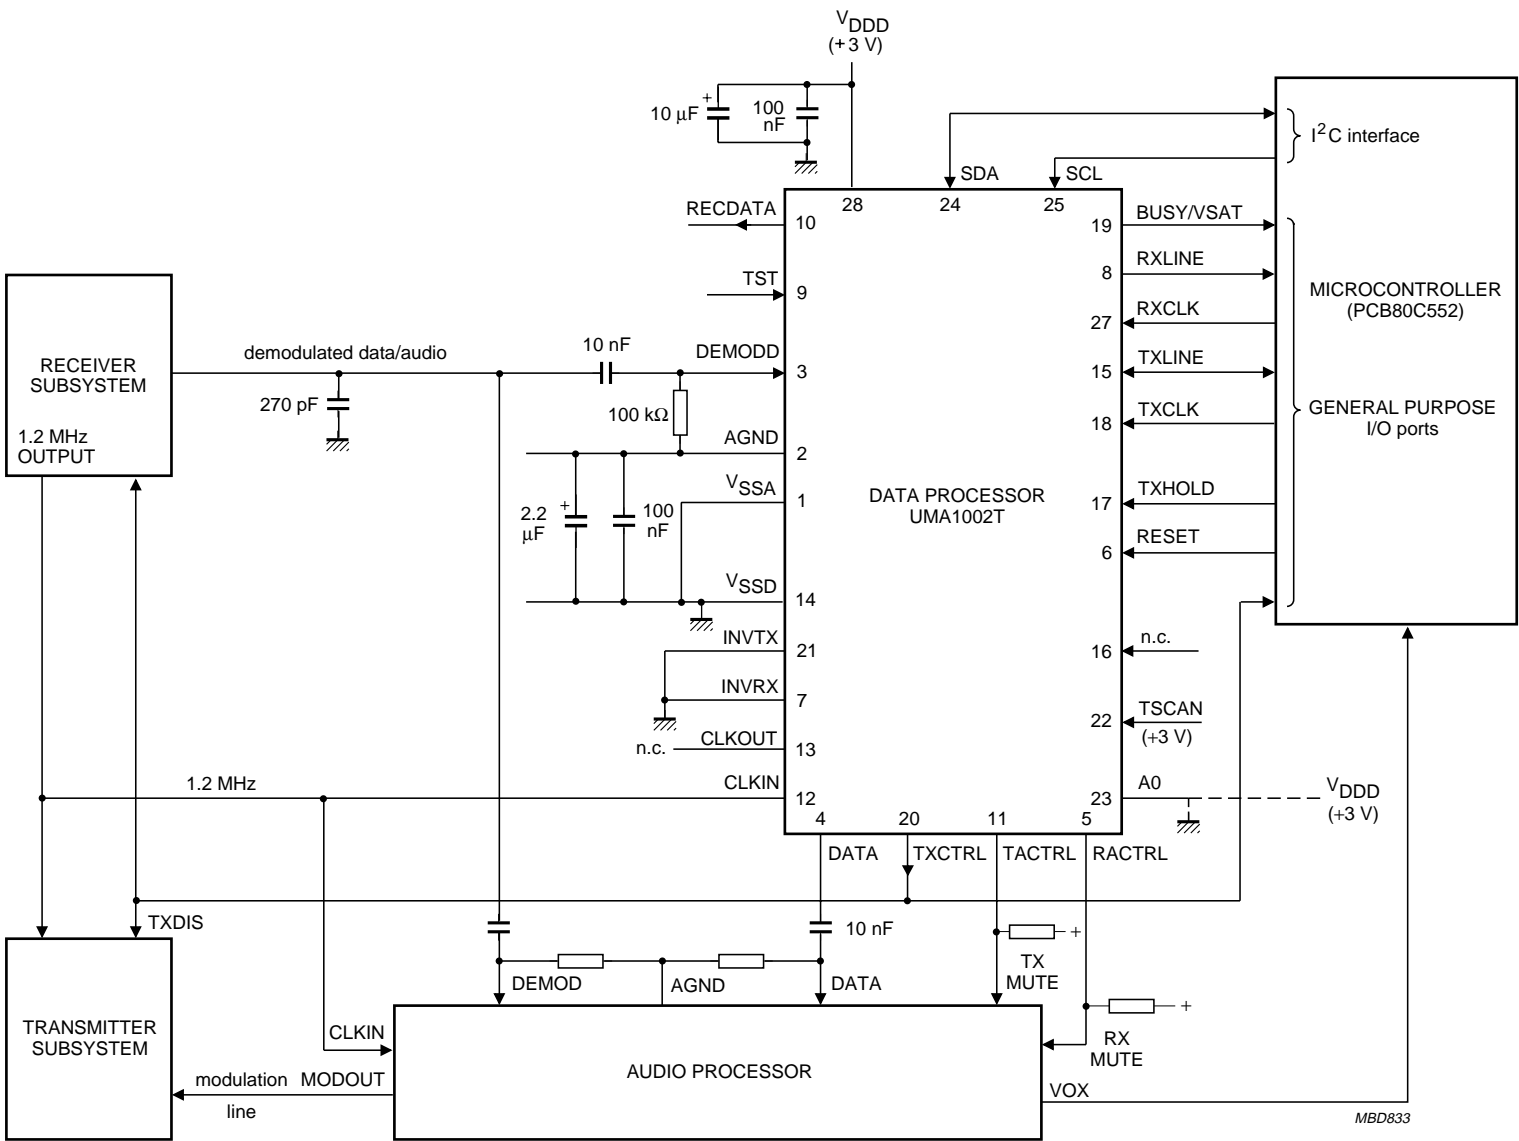 VDDD
(+3 V)
10 μF
+
100
nF
I2C interface
SDA
SCL
28
24
25
RECDATA
10
TST
9
10 nF
DEMODD
3
demodulated data/audio
270 pF
100 kΩ
AGND
2
VSSA
1
2.2
μF
+
100
nF
VSSD
14
INVTX
21
INVRX
7
n.c.
CLKOUT
13
1.2 MHz
CLKIN
12
RECEIVER
SUBSYSTEM
1.2 MHz
OUTPUT
DATA PROCESSOR
UMA1002T
19
BUSY/VSAT
8
RXLINE
27
RXCLK
15
TXLINE
18
TXCLK
17
TXHOLD
6
RESET
16
n.c.
22
TSCAN
(+3 V)
23
A0
VDDD
(+3 V)
MICROCONTROLLER
(PCB80C552)
GENERAL PURPOSE
I/O ports
4
20
11
5
DATA
TXCTRL
TACTRL
RACTRL
TXDIS
10 nF
+
TX
MUTE
DEMOD
AGND
DATA
+
RX
MUTE
TRANSMITTER
SUBSYSTEM
CLKIN
modulation
line
MODOUT
AUDIO PROCESSOR
VOX
MBD833